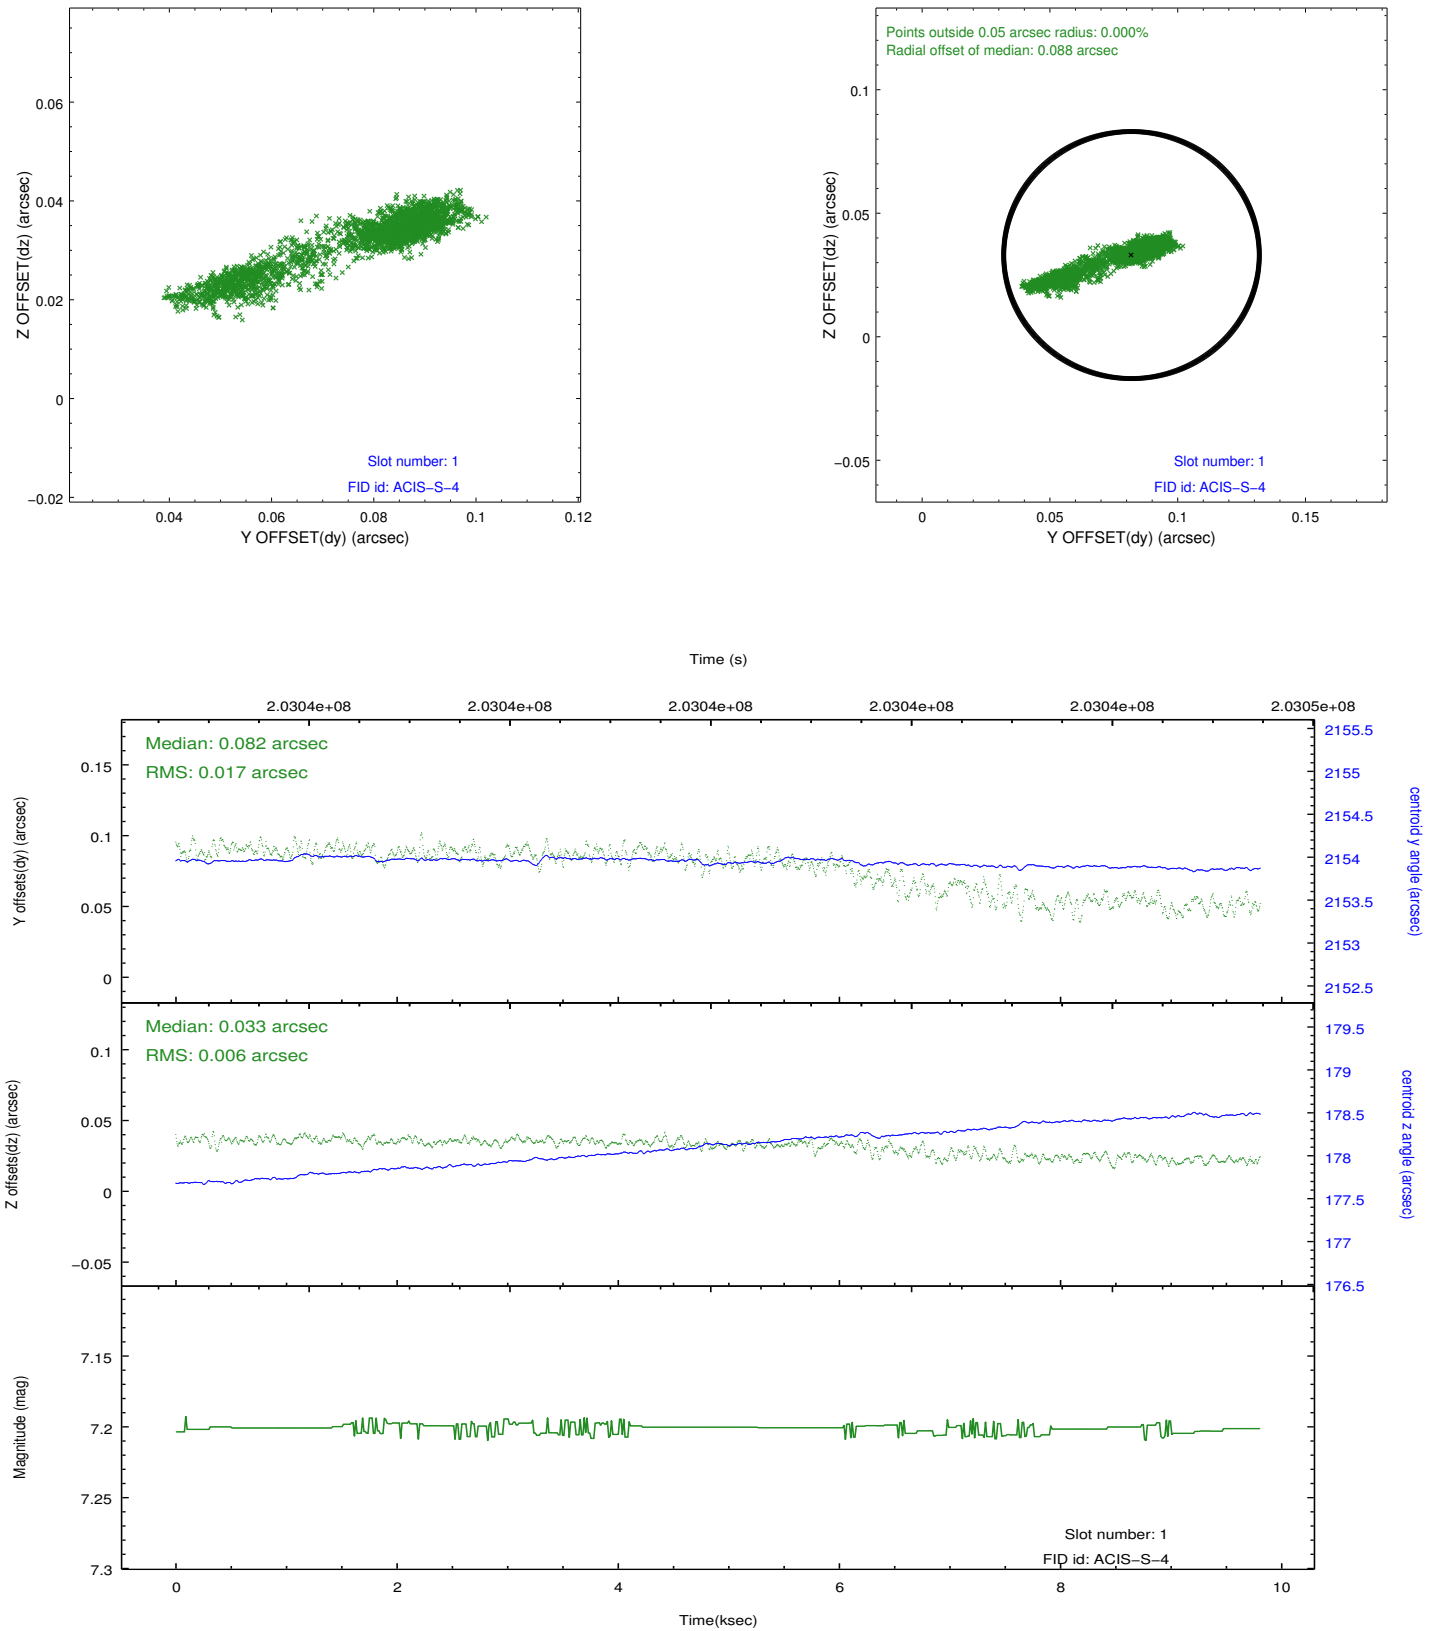 0.06
0.04
0.02
0
−0.02
Z OFFSET(dz) (arcsec)
Slot number: 1
FID id: ACIS−S−4
0.04 0.06 0.08 0.1 0.12
Y OFFSET(dy) (arcsec)
Points outside 0.05 arcsec radius: 0.000%
Radial offset of median: 0.088 arcsec
0.1
0.05
0
−0.05
Z OFFSET(dz) (arcsec)
Slot number: 1
FID id: ACIS−S−4
0 0.05 0.1 0.15
Y OFFSET(dy) (arcsec)
Time (s)
2.0304e+08 2.0304e+08 2.0304e+08 2.0304e+08 2.0304e+08 2.0305e+08
Median: 0.082 arcsec
RMS: 0.017 arcsec
0.15
0.1
0.05
0
Y offsets(dy) (arcsec)
2155.5
2155
2154.5
2154
2153.5
2153
2152.5
centroid y angle (arcsec)
Median: 0.033 arcsec
RMS: 0.006 arcsec
0.1
0.05
0
−0.05
Z offsets(dz) (arcsec)
179.5
179
178.5
178
177.5
177
176.5
centroid z angle (arcsec)
7.15
7.2
7.25
7.3
Magnitude (mag)
Slot number: 1
FID id: ACIS−S−4
0 2 4 6 8 10
Time(ksec)